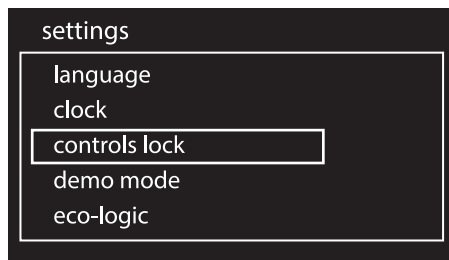 settings
language
clock
controls lock
demo mode
eco-logic